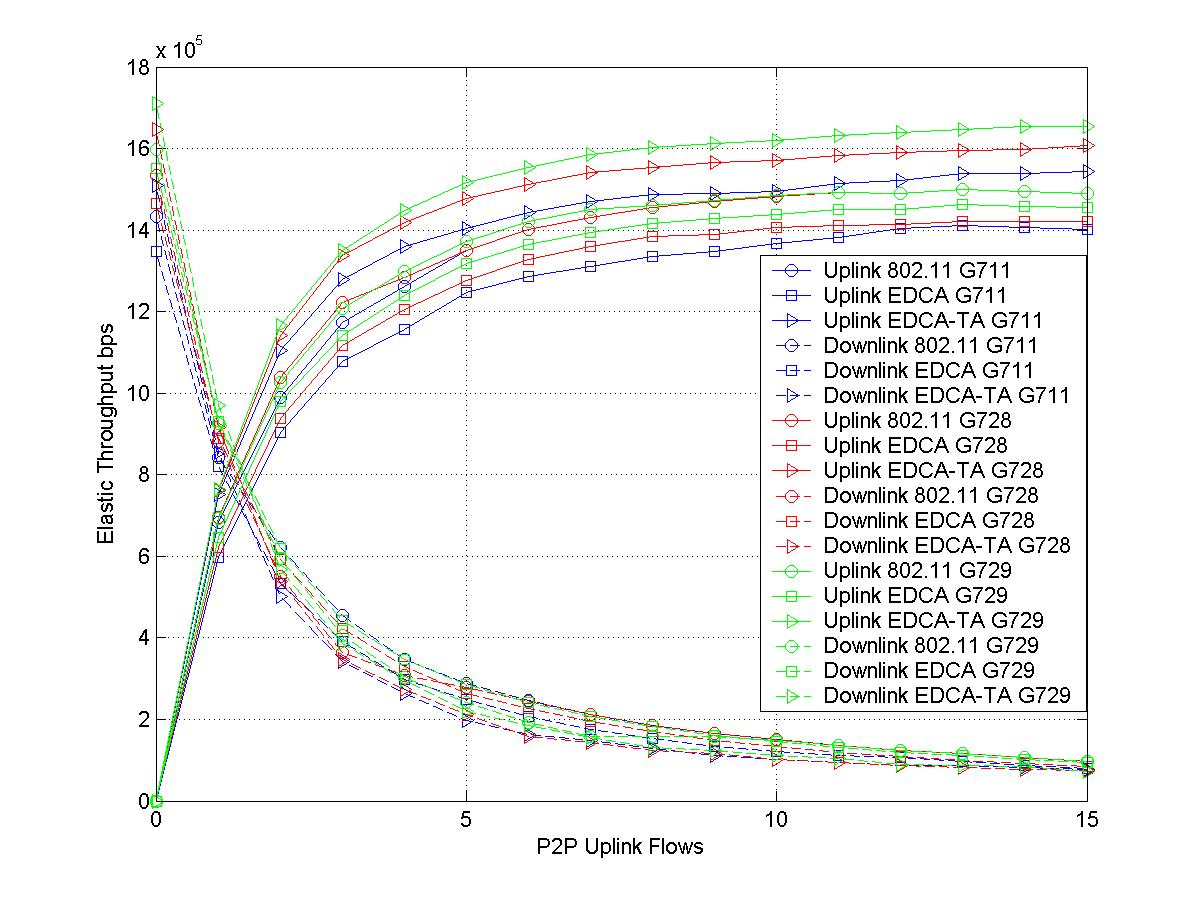 x 10^5
18
16
14
12
10
8
6
4
2
0
Elastic Throughput bps
Uplink 802.11 G711
Uplink EDCA G711
Uplink EDCA-TA G711
Downlink 802.11 G711
Downlink EDCA G711
Downlink EDCA-TA G711
Uplink 802.11 G728
Uplink EDCA G728
Uplink EDCA-TA G728
Downlink 802.11 G728
Downlink EDCA G728
Downlink EDCA-TA G728
Uplink 802.11 G729
Uplink EDCA G729
Uplink EDCA-TA G729
Downlink 802.11 G729
Downlink EDCA G729
Downlink EDCA-TA G729
0 5 10 15
P2P Uplink Flows